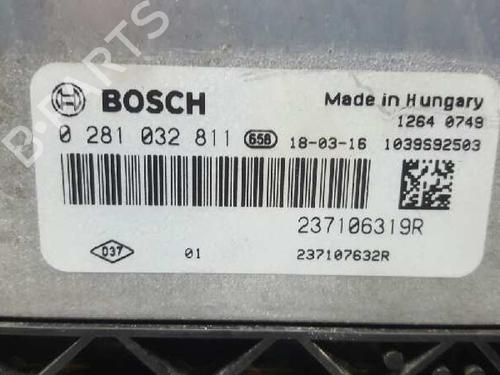 B-PARTS
BOSCH
Made in Hungary
1264 0749
0 281 032 811 658 18-03-16 1039S92503
237106319R
D37 01 237107632R